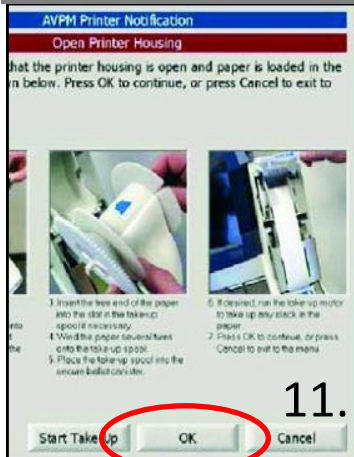 AVPM Printer Notification
Open Printer Housing
that the printer housing is open and paper is loaded in the
n below. Press OK to continue, or press Cancel to exit to
3. Insert the free end of the paper
into the slot in the take-up
spool if necessary.
4. Wind the paper several turns
onto the take-up spool.
5. Place the take-up spool into the
secure ballot canister.
6. If desired, run the take-up motor
to take up any slack in the
paper.
7. Press OK to continue, or press
Cancel to exit to the menu
11.
Start Take Up
OK
Cancel